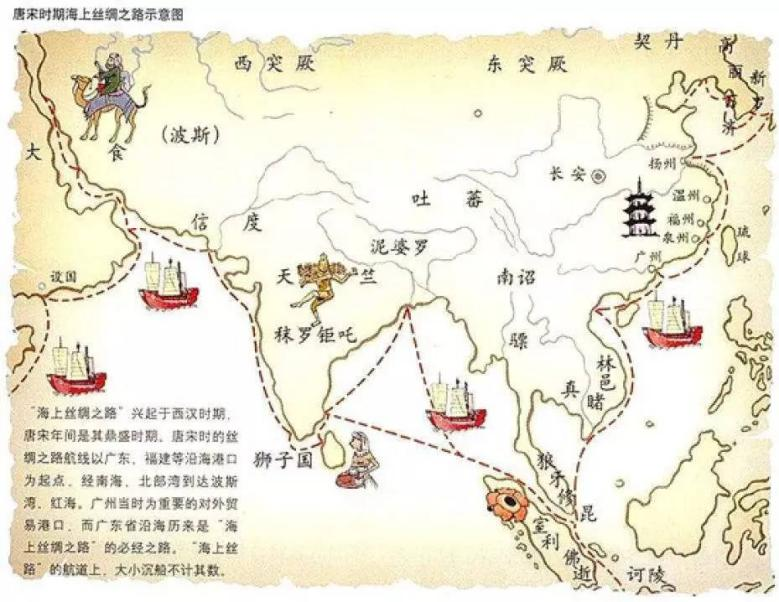 唐宋时期海上丝绸之路示意图
契丹
高丽
新罗
百济
西突厥
东突厥
大食
(波斯)
长安
扬州
吐蕃
温州
福州
泉州
广州
琉球
信度
泥婆罗
设国
天竺
南诏
秣罗钜吒
骠
林邑
真
狮子国
狼牙修
昆
室利佛逝
诃陵
“海上丝绸之路”兴起于西汉时期，
唐宋年间是其鼎盛时期。唐宋时的丝
绸之路航线以广东、福建等沿海港口
为起点，经南海、北部湾到达波斯
湾，红海。广州当时为重要的对外贸
易港口，而广东省沿海历来是“海
上丝绸之路”的必经之路。“海上丝
路”的航道上，大小沉船不计其数。